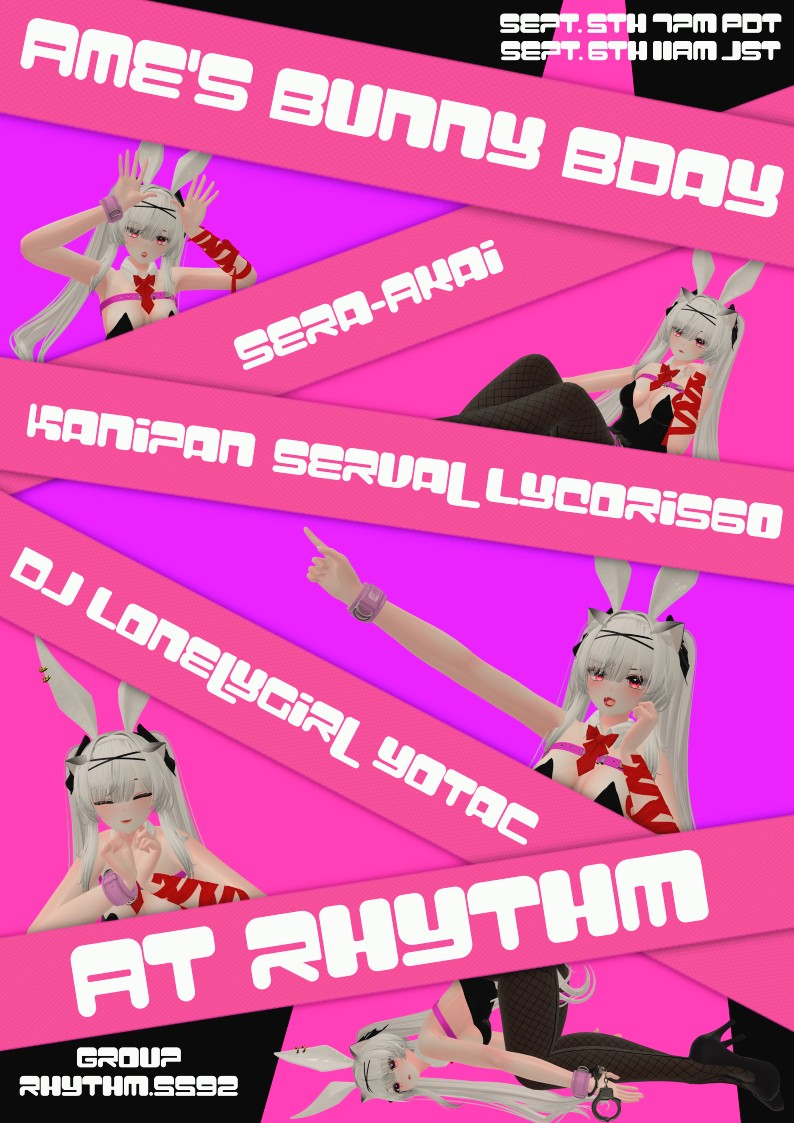 SEPT. 5TH 7PM PDT
SEPT. 6TH 11AM JST
AME'S BUNNY BDAY
SERA-AKAI
KANIPAN SERVAL LYCORIS60
DJ LONELYGIRL YOTAC
AT RHYTHM
GROUP
RHYTHM.5592